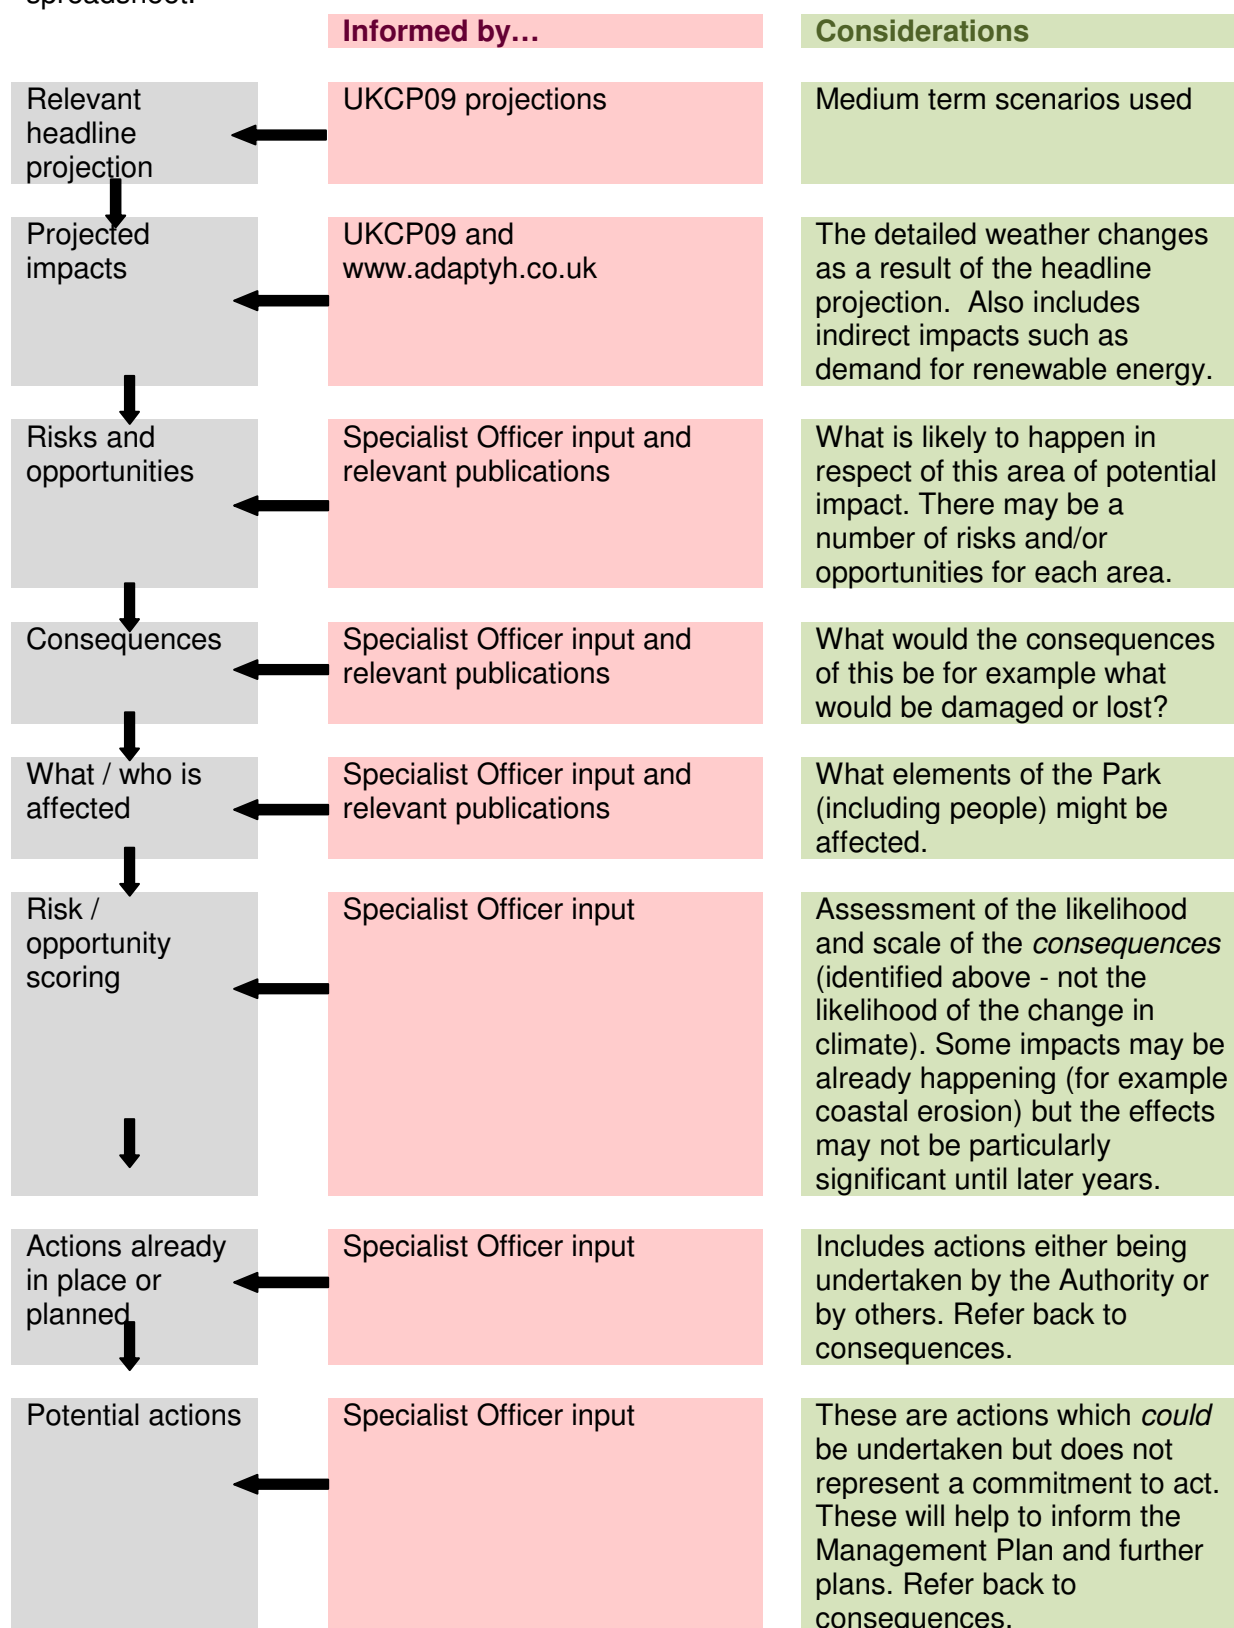 spreadsheet.
Informed by…
Considerations
Relevant
headline
projection
UKCP09 projections
Medium term scenarios used
Projected
impacts
UKCP09 and
www.adaptyh.co.uk
The detailed weather changes
as a result of the headline
projection.  Also includes
indirect impacts such as
demand for renewable energy.
Risks and
opportunities
Specialist Officer input and
relevant publications
What is likely to happen in
respect of this area of potential
impact. There may be a
number of risks and/or
opportunities for each area.
Consequences
Specialist Officer input and
relevant publications
What would the consequences
of this be for example what
would be damaged or lost?
What / who is
affected
Specialist Officer input and
relevant publications
What elements of the Park
(including people) might be
affected.
Risk /
opportunity
scoring
Specialist Officer input
Assessment of the likelihood
and scale of the consequences
(identified above - not the
likelihood of the change in
climate). Some impacts may be
already happening (for example
coastal erosion) but the effects
may not be particularly
significant until later years.
Actions already
in place or
planned
Specialist Officer input
Includes actions either being
undertaken by the Authority or
by others. Refer back to
consequences.
Potential actions
Specialist Officer input
These are actions which could
be undertaken but does not
represent a commitment to act.
These will help to inform the
Management Plan and further
plans. Refer back to
consequences.